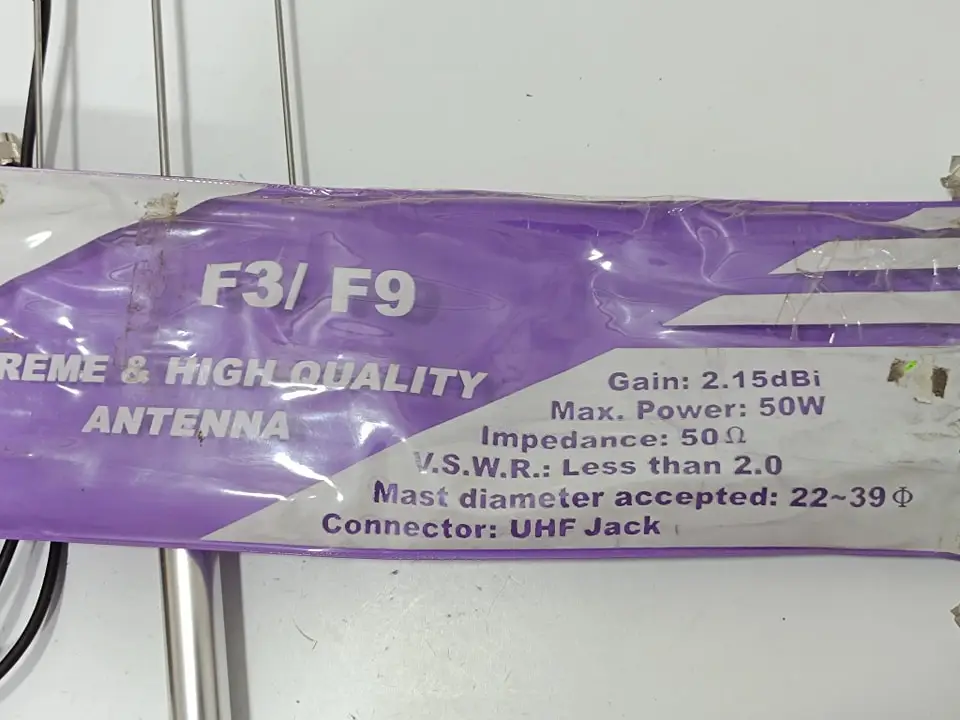 F3/ F9
REME & HIGH QUALITY
ANTENNA
Gain: 2.15dBi
Max. Power: 50W
Impedance: 50Ω
V.S.W.R.: Less than 2.0
Mast diameter accepted: 22~39Φ
Connector: UHF Jack